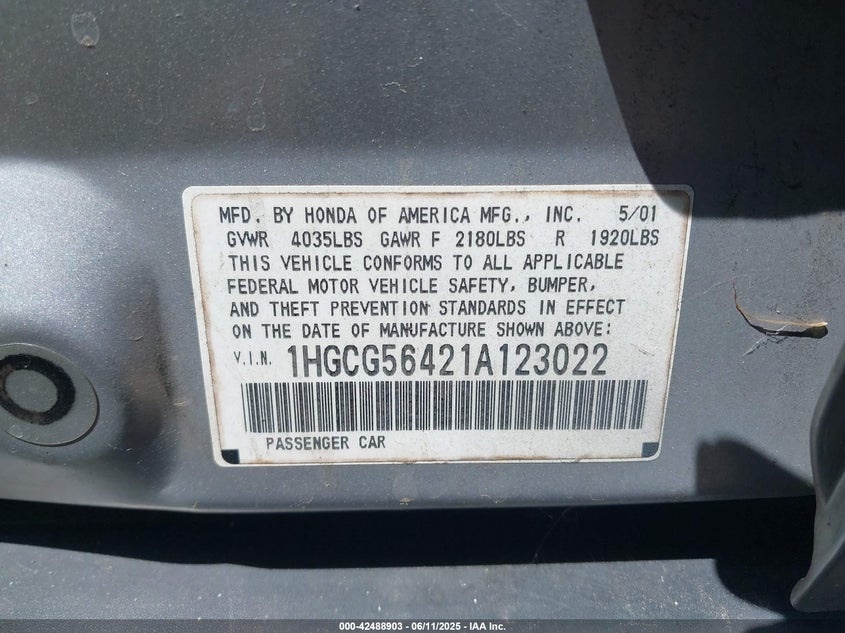 MFD. BY HONDA OF AMERICA MFG., INC. 5/01
GVWR 4035LBS GAWR F 2180LBS R 1920LBS
THIS VEHICLE CONFORMS TO ALL APPLICABLE
FEDERAL MOTOR VEHICLE SAFETY, BUMPER,
AND THEFT PREVENTION STANDARDS IN EFFECT
ON THE DATE OF MANUFACTURE SHOWN ABOVE:
V.I.N. 1HGCG56421A123022
PASSENGER CAR
000-42488903 - 06/11/2025 - IAA Inc.